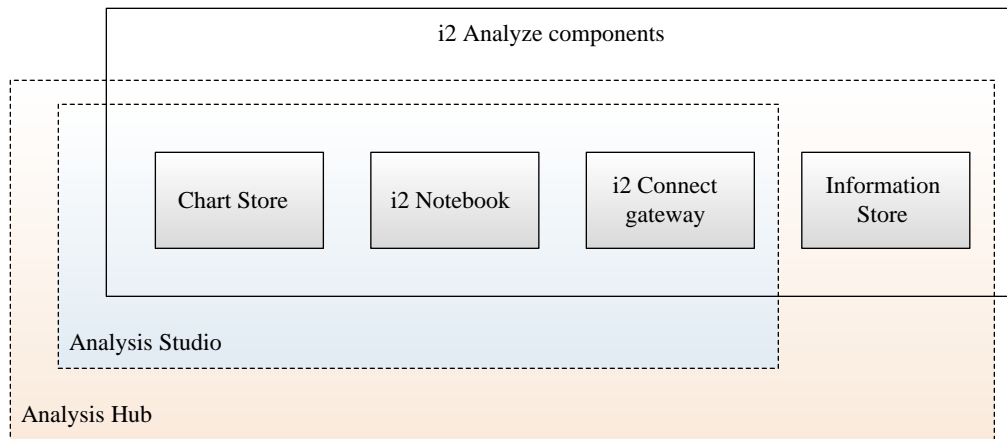 i2 Analyze components
Chart Store
i2 Notebook
i2 Connect
gateway
Information
Store
Analysis Studio
Analysis Hub